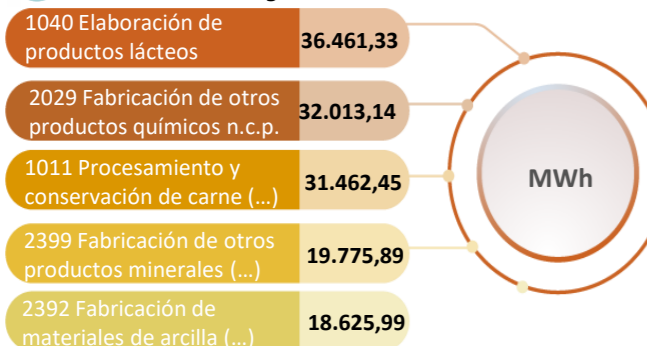 1040 Elaboración de
productos lácteos
36.461,33
2029 Fabricación de otros
productos químicos n.c.p.
32.013,14
1011 Procesamiento y
conservación de carne (...)
31.462,45
2399 Fabricación de otros
productos minerales (...)
19.775,89
2392 Fabricación de
materiales de arcilla (...)
18.625,99
MWh